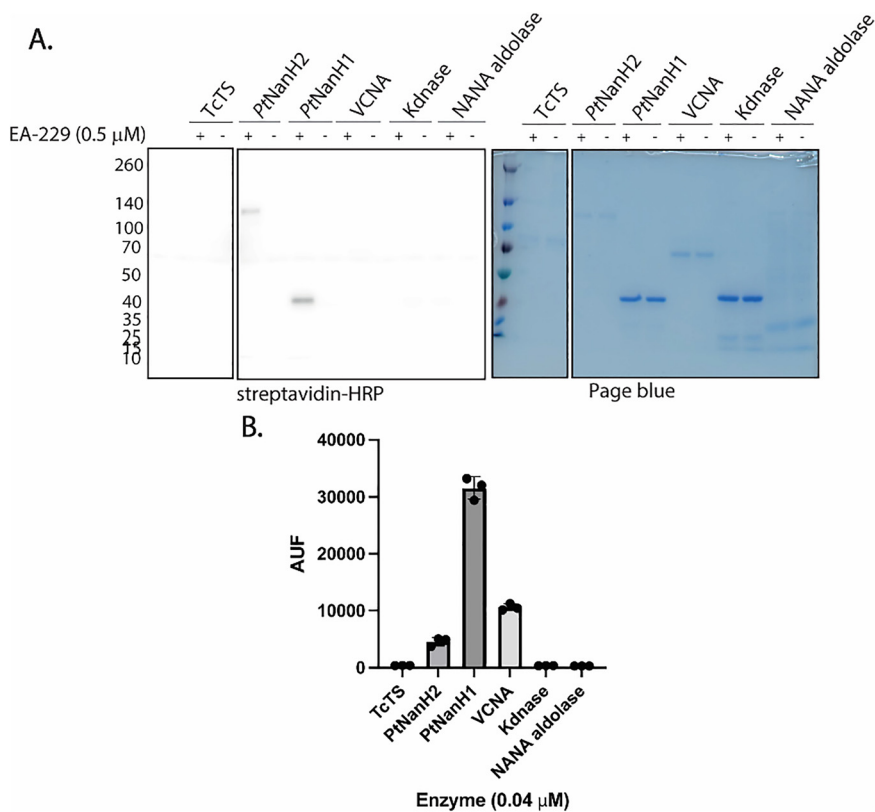 A.
TcTS
PtNanH2
PtNanH1
VCNA
Kdnase
NANA aldolase
TcTS
PtNanH2
PtNanH1
VCNA
Kdnase
NANA aldolase
EA-229 (0.5 µM) + - + - + - + - + - + - + - + - + - + - + - + -
260
140
100
70
50
40
35
25
15
10
streptavidin-HRP
Page blue
B.
40000
30000
20000
10000
0
AUF
TcTS
PtNanH2
PtNanH1
VCNA
Kdnase
NANA aldolase
Enzyme (0.04 µM)